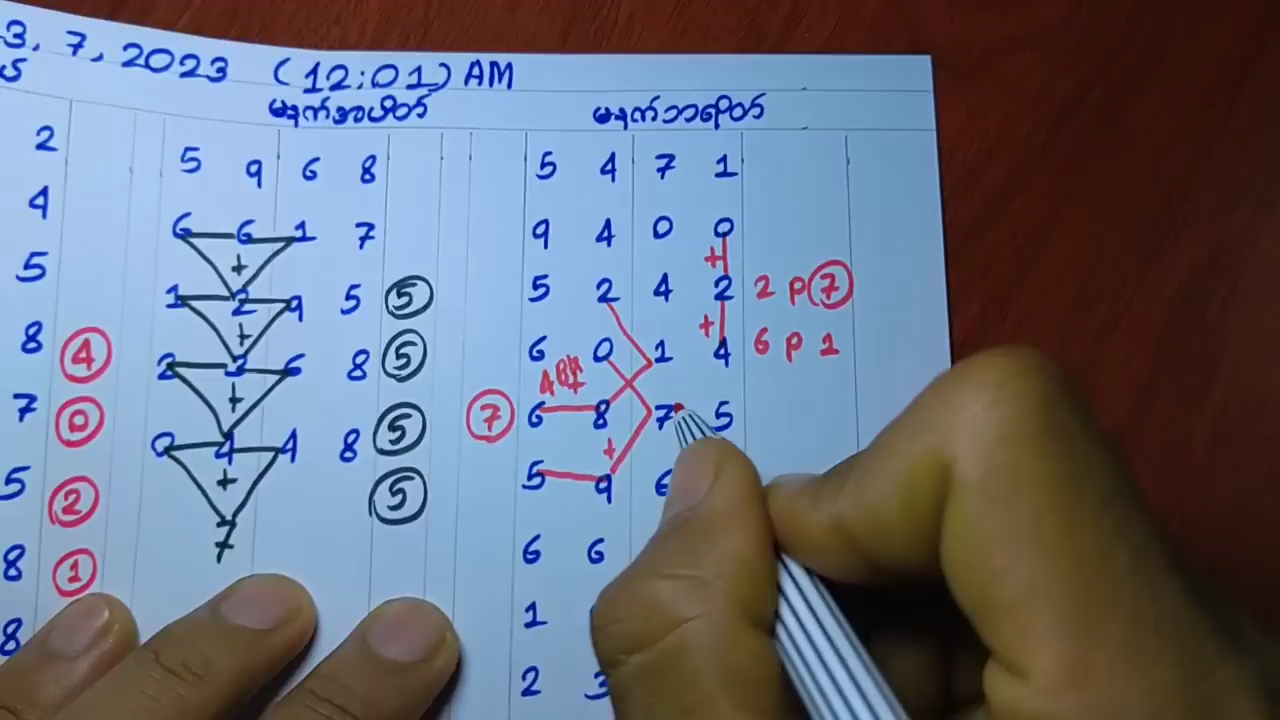 3, 7, 2023 (12:01) AM
မနက်အပိတ် မနက်ဘရိတ်
2 5 9 6 8 5 4 7 1
4 6 6 1 7 9 4 0 0
+ +
5 1 2 9 5 5 5 2 4 2 2 P 7
+ +
8 4 2 3 6 8 5 6 0 1 4 6 P 1
+
7 0 0 4 4 8 5 7 6 8 7 5
+ +
5 2 5 5 9 6
7
8 1 6 6
8 1
2 3